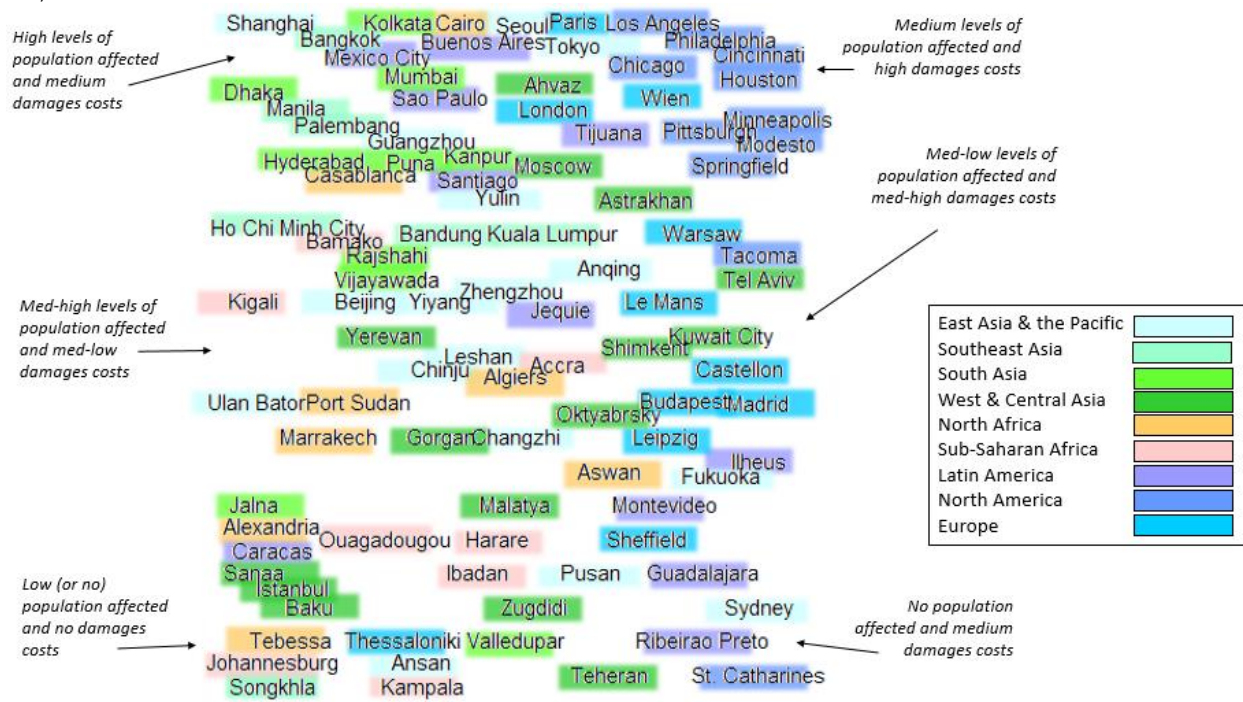 Shanghai Kolkata Cairo Seoul Paris Los Angeles
High levels of
population affected
and medium
damages costs
Bangkok Buenos Aires Tokyo Philadelphia
Mexico City Chicago Cincinnati
Mumbai Ahvaz Houston
Medium levels of
population affected and
high damages costs
Dhaka Sao Paulo London Wien
Manila Minneapolis
Palembang Tijuana Pittsburgh Modesto
Guangzhou
Hyderabad Puna Kanpur Moscow Springfield
Casablanca Santiago
Yulin Astrakhan
Med-low levels of
population affected and
med-high damages costs
Ho Chi Minh City Bandung Kuala Lumpur Warsaw
Bamako
Rajshahi Anqing Tacoma
Vijayawada Tel Aviv
Kigali Beijing Yiyang Zhengzhou Jequie Le Mans
Med-high levels of
population affected
and med-low
damages costs
Yerevan Shimkent Kuwait City
Leshan Accra
Chinju Algiers Castellon
Ulan Bator Port Sudan Oktyabrsky Budapest Madrid
Marrakech Gorgan Changzhi Leipzig
Ilheus
Aswan Fukuoka
Jalna Malatya Montevideo
Alexandria
Caracas Ouagadougou Harare Sheffield
Sanaa Ibadan Pusan Guadalajara
Istanbul
Baku Zugdidi Sydney
Low (or no)
population affected
and no damages
costs
Tebessa Thessaloniki Valledupar Ribeirao Preto
Johannesburg Ansan
Songkhla Kampala Teheran St. Catharines
No population
affected and medium
damages costs
East Asia & the Pacific
Southeast Asia
South Asia
West & Central Asia
North Africa
Sub-Saharan Africa
Latin America
North America
Europe